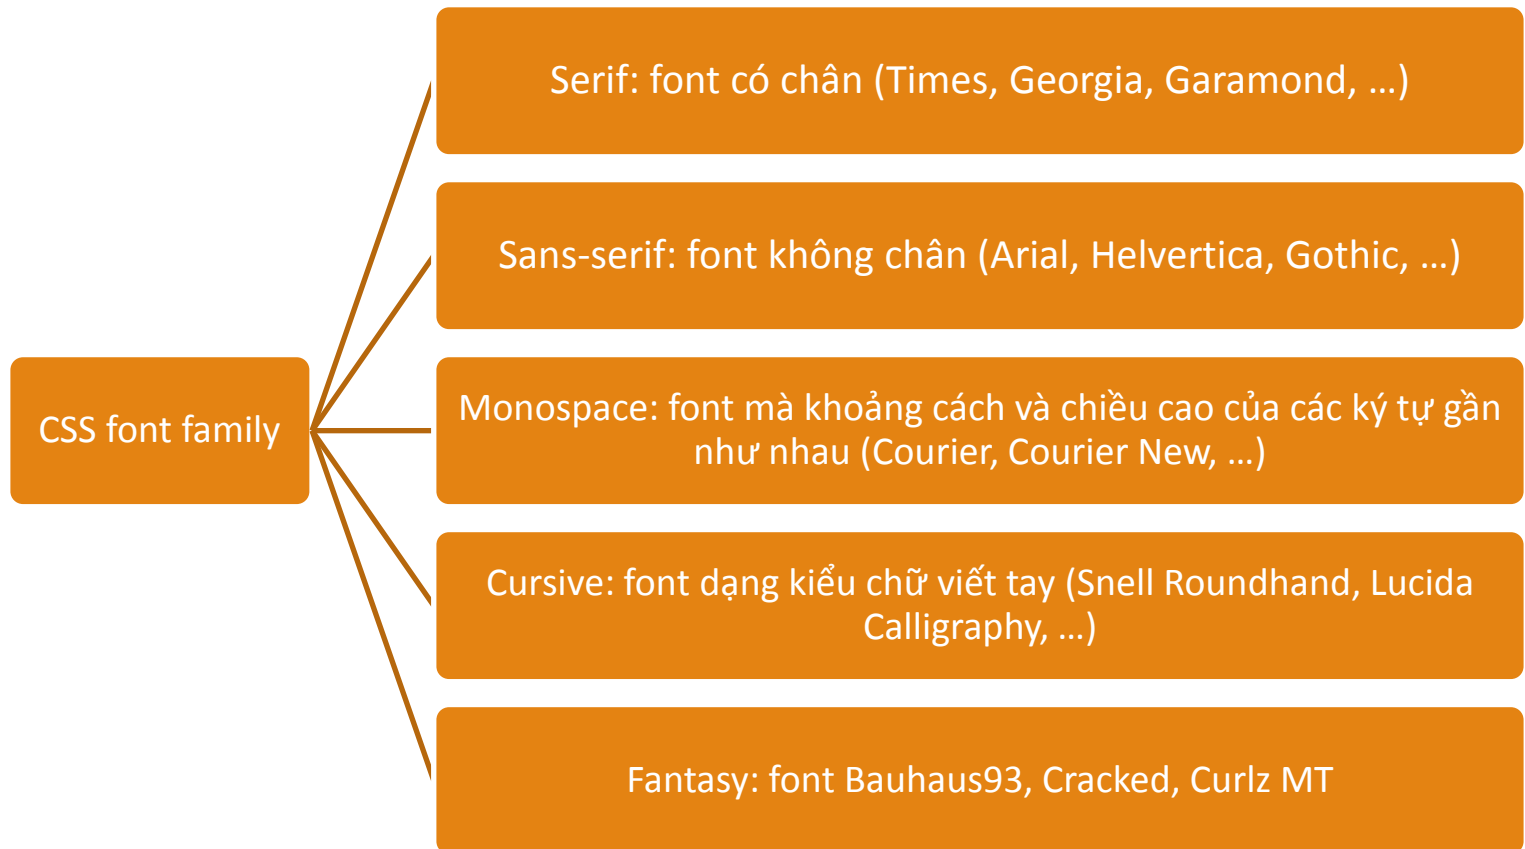 Serif: font có chân (Times, Georgia, Garamond, ...)
Sans-serif: font không chân (Arial, Helvertica, Gothic, ...)
CSS font family
Monospace: font mà khoảng cách và chiều cao của các ký tự gần
như nhau (Courier, Courier New, ...)
Cursive: font dạng kiểu chữ viết tay (Snell Roundhand, Lucida
Calligraphy, ...)
Fantasy: font Bauhaus93, Cracked, Curlz MT